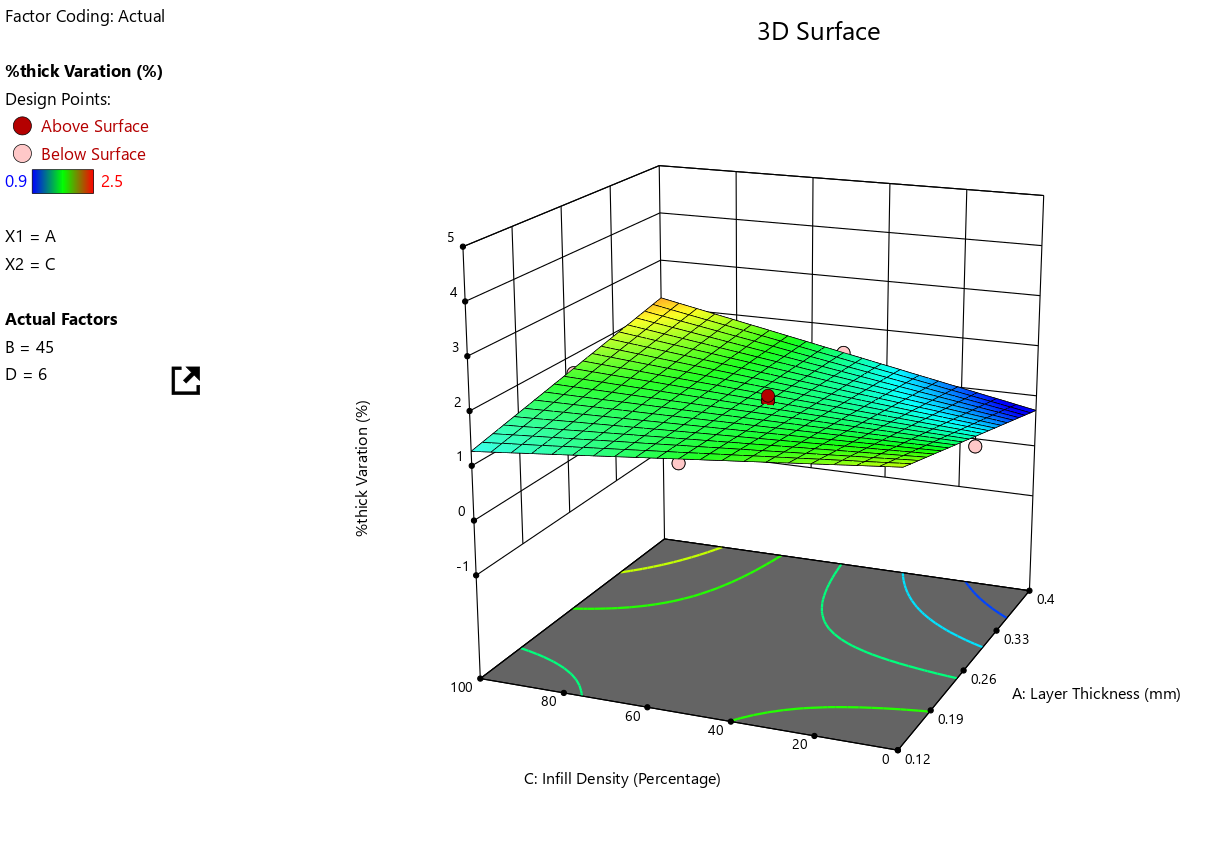 Factor Coding: Actual
3D Surface
%thick Varation (%)
Design Points:
Above Surface
Below Surface
0.9 2.5
X1 = A
X2 = C
Actual Factors
B = 45
D = 6
5
4
3
2
1
0
-1
%thick Varation (%)
100
80
60
40
20
0
C: Infill Density (Percentage)
0.4
0.33
0.26
0.19
0.12
A: Layer Thickness (mm)